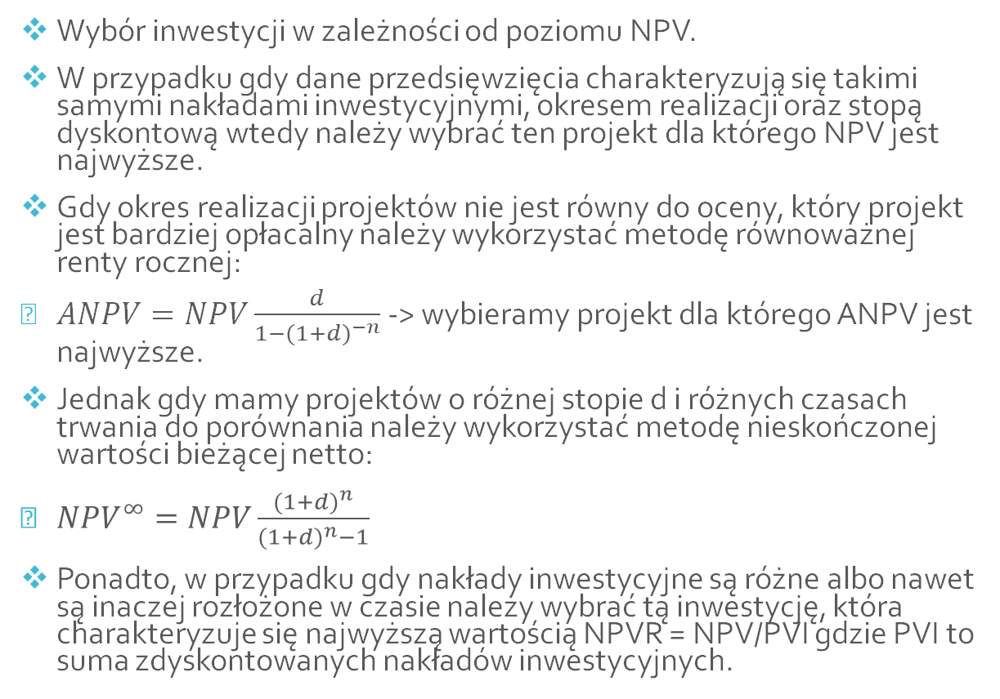 ❖ Wybór inwestycji w zależności od poziomu NPV.
❖ W przypadku gdy dane przedsięwzięcia charakteryzują się takimi
samymi nakładami inwestycyjnymi, okresem realizacji oraz stopą
dyskontową wtedy należy wybrać ten projekt dla którego NPV jest
najwyższe.
❖ Gdy okres realizacji projektów nie jest równy do oceny, który projekt
jest bardziej opłacalny należy wykorzystać metodę równoważnej
renty rocznej:
⍰ ANPV = NPV d/(1−(1+d)^−n) -> wybieramy projekt dla którego ANPV jest
najwyższe.
❖ Jednak gdy mamy projektów o różnej stopie d i różnych czasach
trwania do porównania należy wykorzystać metodę nieskończonej
wartości bieżącej netto:
⍰ NPV^∞ = NPV (1+d)^n/((1+d)^n−1)
❖ Ponadto, w przypadku gdy nakłady inwestycyjne są różne albo nawet
są inaczej rozłożone w czasie należy wybrać tą inwestycję, która
charakteryzuje się najwyższą wartością NPVR = NPV/PVI gdzie PVI to
suma zdyskontowanych nakładów inwestycyjnych.